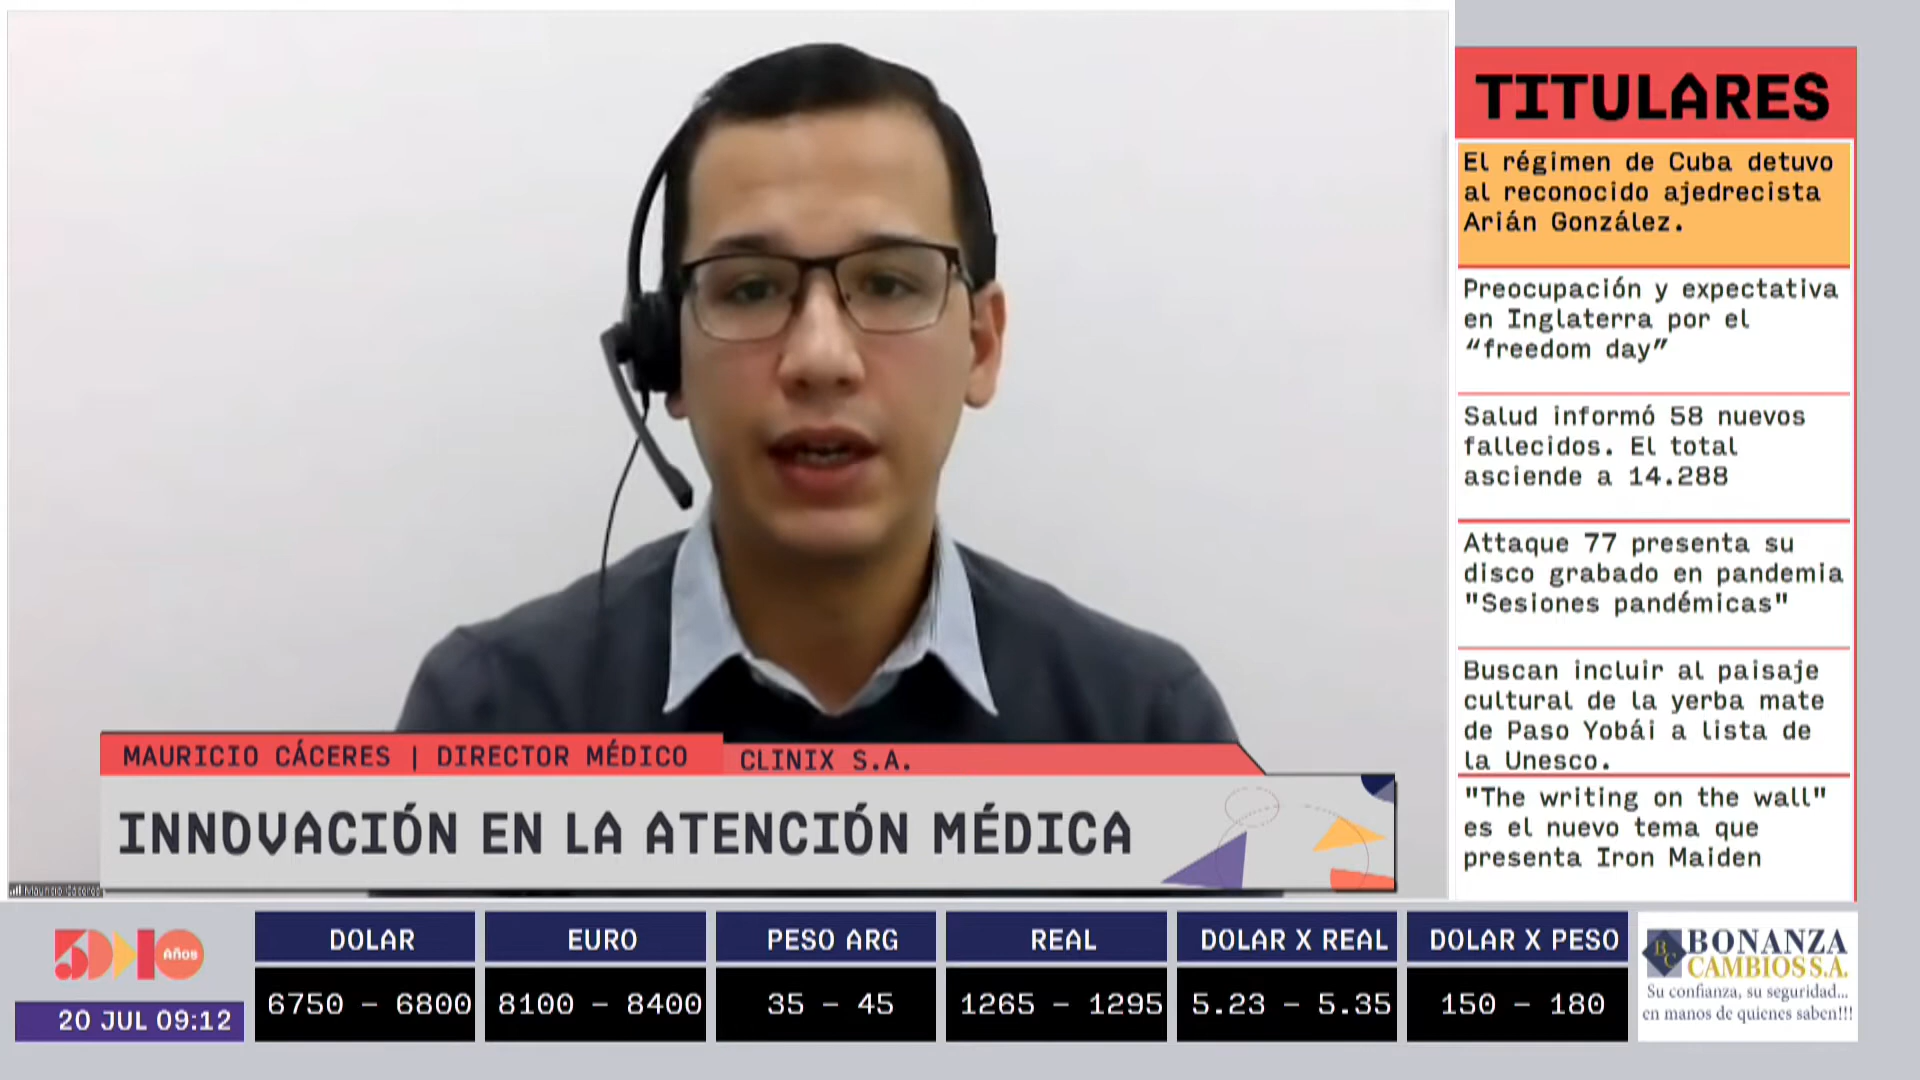 TITULARES
El régimen de Cuba detuvo
al reconocido ajedrecista
Arián González.
Preocupación y expectativa
en Inglaterra por el
“freedom day”
Salud informó 58 nuevos
fallecidos. El total
asciende a 14.288
Attaque 77 presenta su
disco grabado en pandemia
"Sesiones pandémicas"
Buscan incluir al paisaje
cultural de la yerba mate
de Paso Yobái a lista de
la Unesco.
"The writing on the wall"
es el nuevo tema que
presenta Iron Maiden
MAURICIO CÁCERES | DIRECTOR MÉDICO
CLINIX S.A.
INNOVACIÓN EN LA ATENCIÓN MÉDICA
Mauricio Cáceres
Años
20 JUL 09:12
DOLAR
6750 - 6800
EURO
8100 - 8400
PESO ARG
35 - 45
REAL
1265 - 1295
DOLAR X REAL
5.23 - 5.35
DOLAR X PESO
150 - 180
BC
BONANZA
CAMBIOS S.A.
Su confianza, su seguridad...
en manos de quienes saben!!!